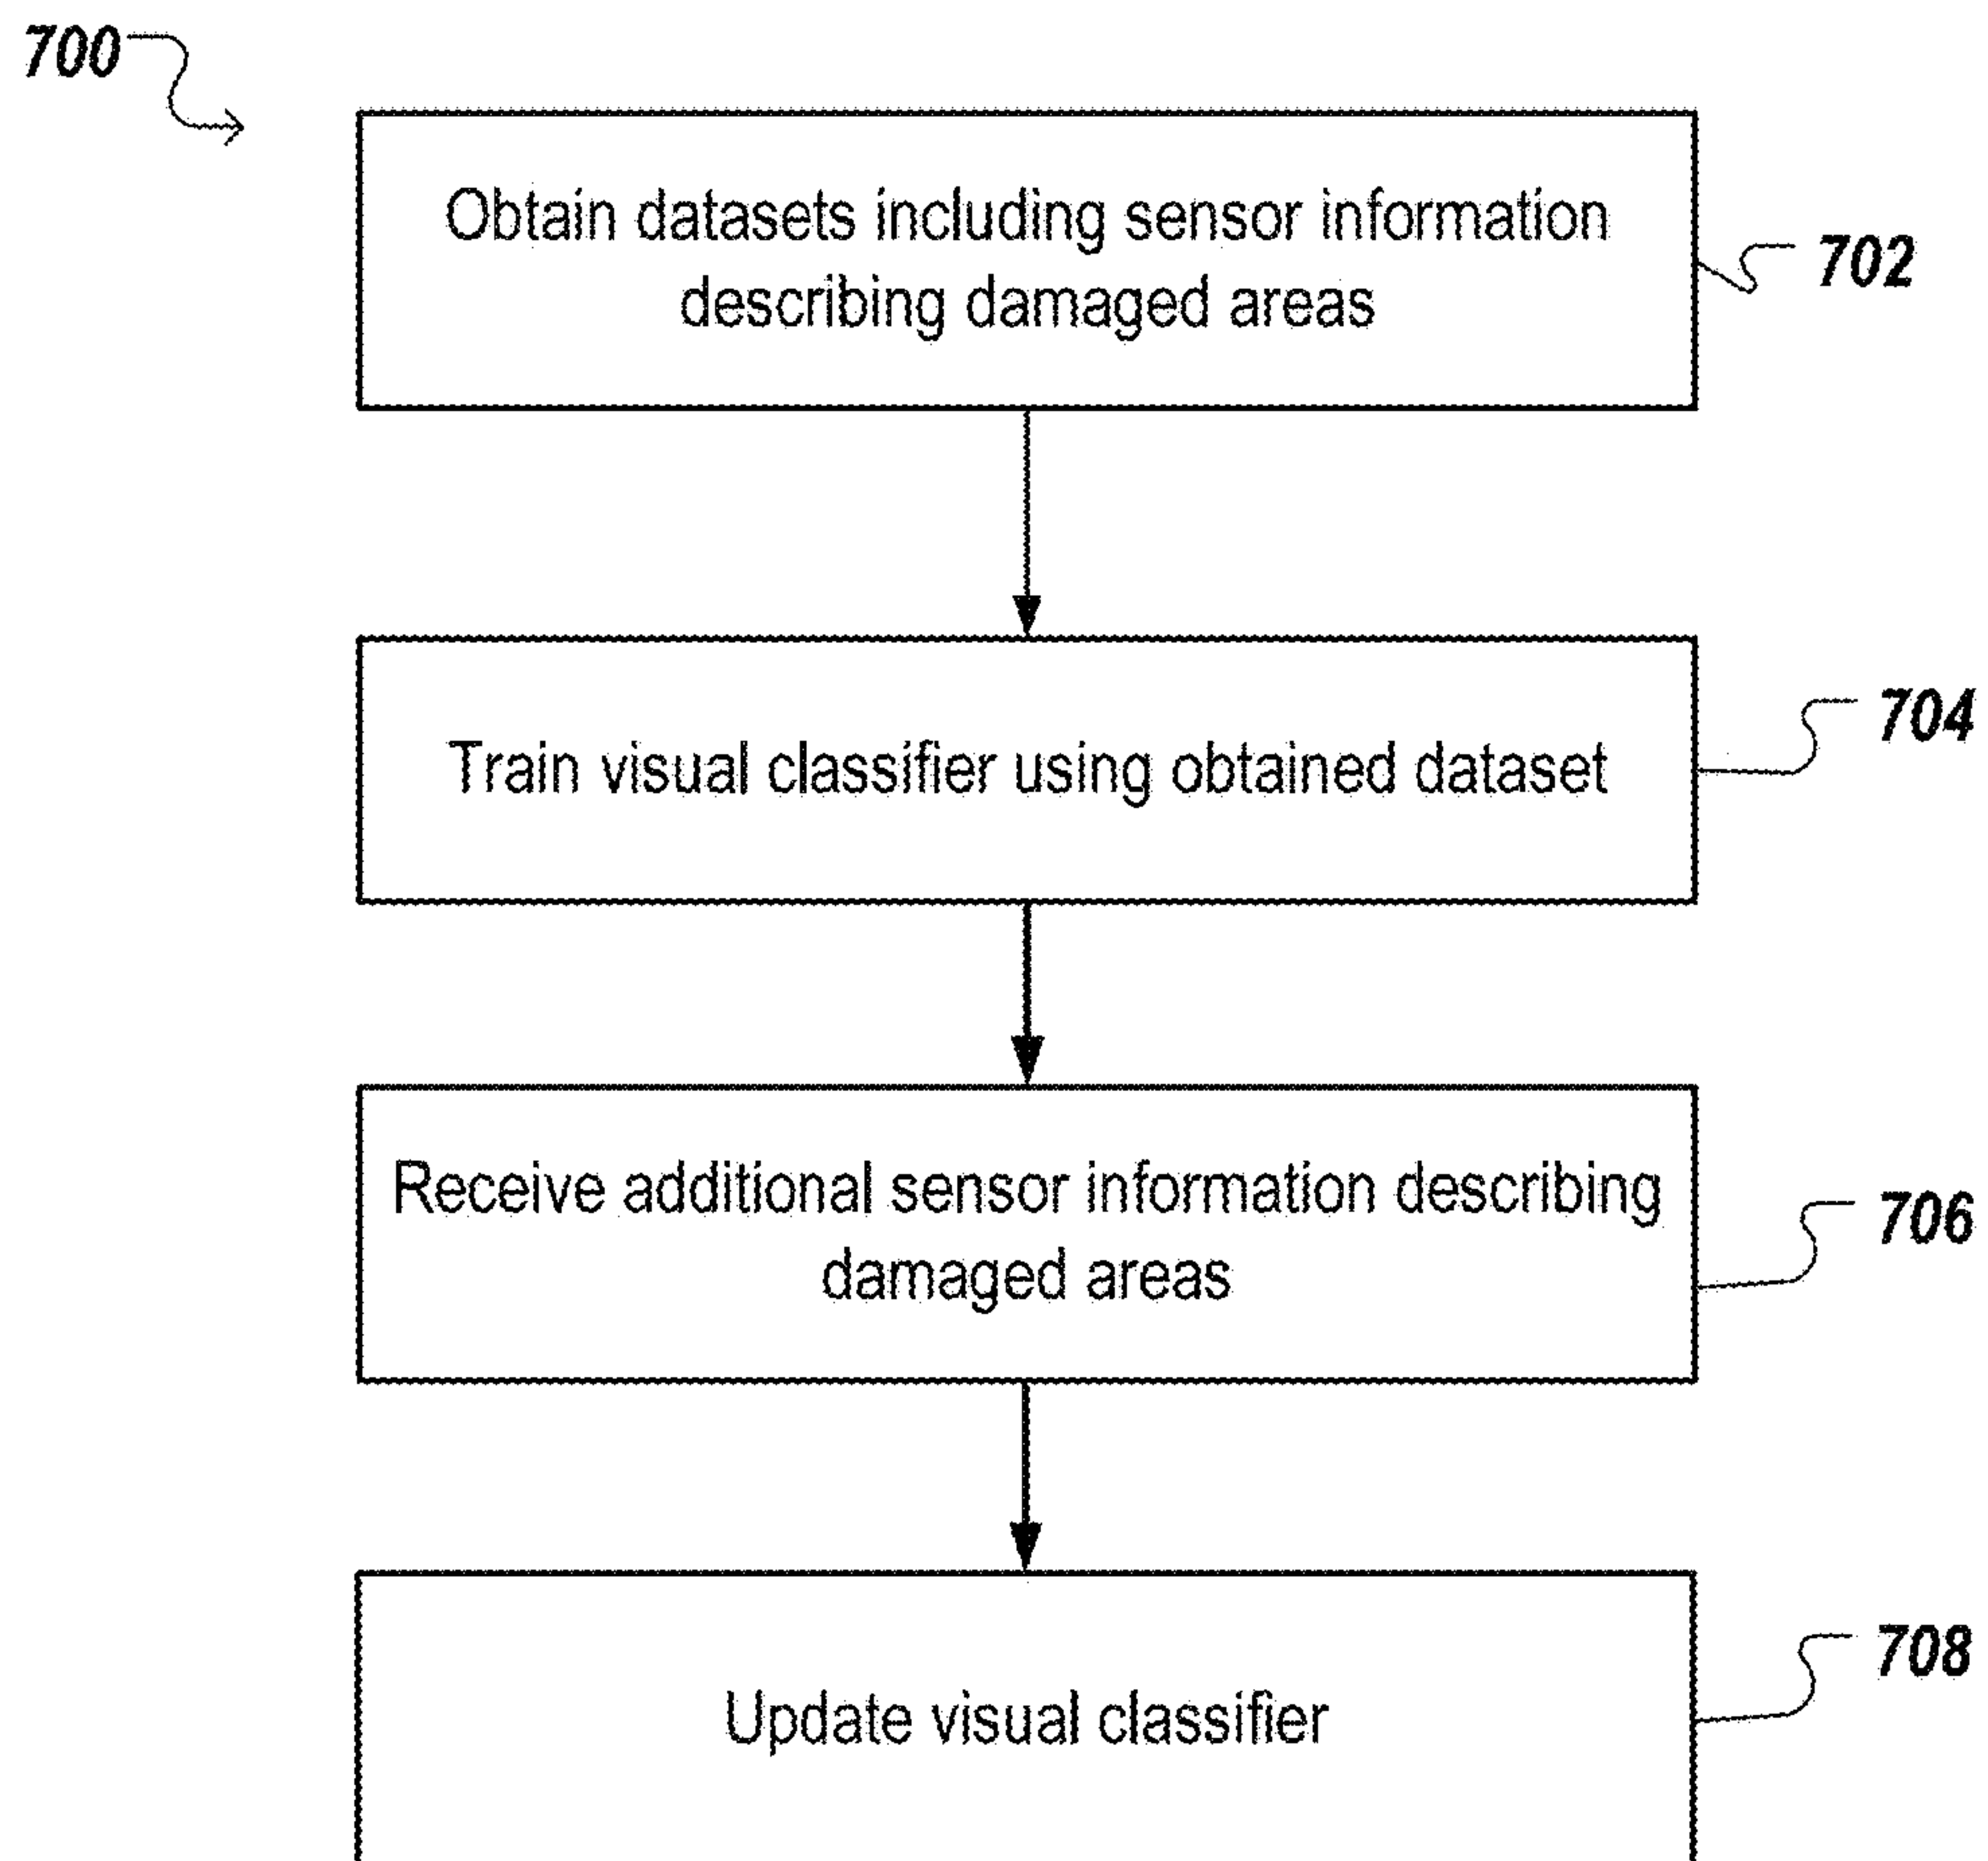 700
Obtain datasets including sensor information
describing damaged areas
702
Train visual classifier using obtained dataset
704
Receive additional sensor information describing
damaged areas
706
Update visual classifier
708